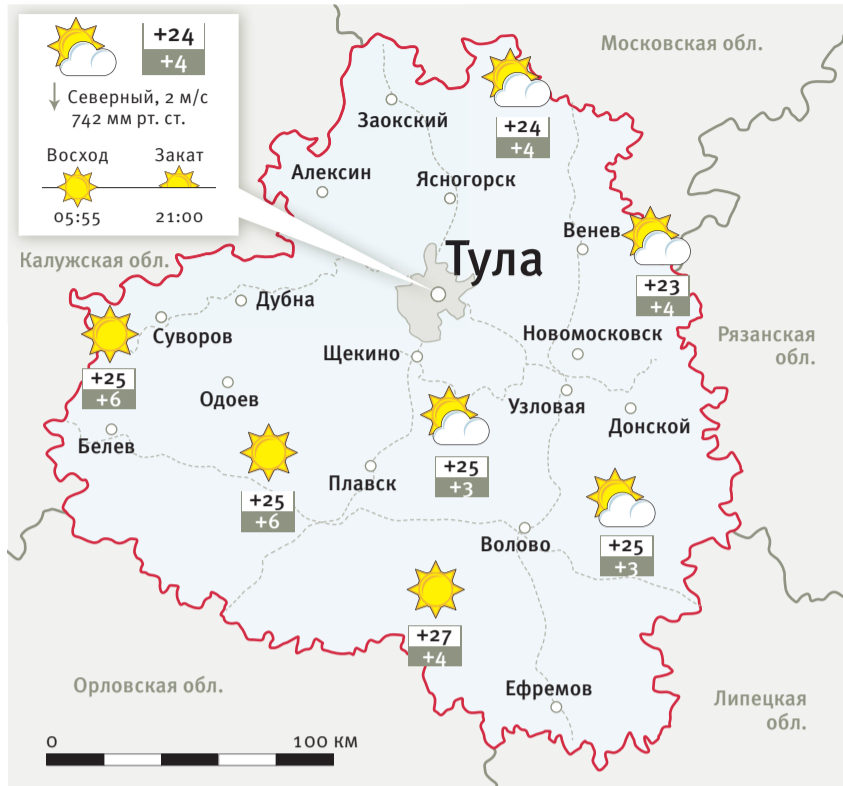 +24
+4
Северный, 2 м/с
742 мм рт. ст.
Восход Закат
05:55 21:00
Московская обл.
Заокский
+24
+4
Алексин
Ясногорск
Венев
Калужская обл.
Тула
+23
+4
Дубна
Суворов
Новомосковск
Рязанская
обл.
Щекино
+25
+6
Одоев
Узловая
Донской
Белев
Плавск
+25
+3
+25
+6
Волово
+25
+3
+27
+4
Орловская обл.
Ефремов
Липецкая
обл.
0 100 КМ